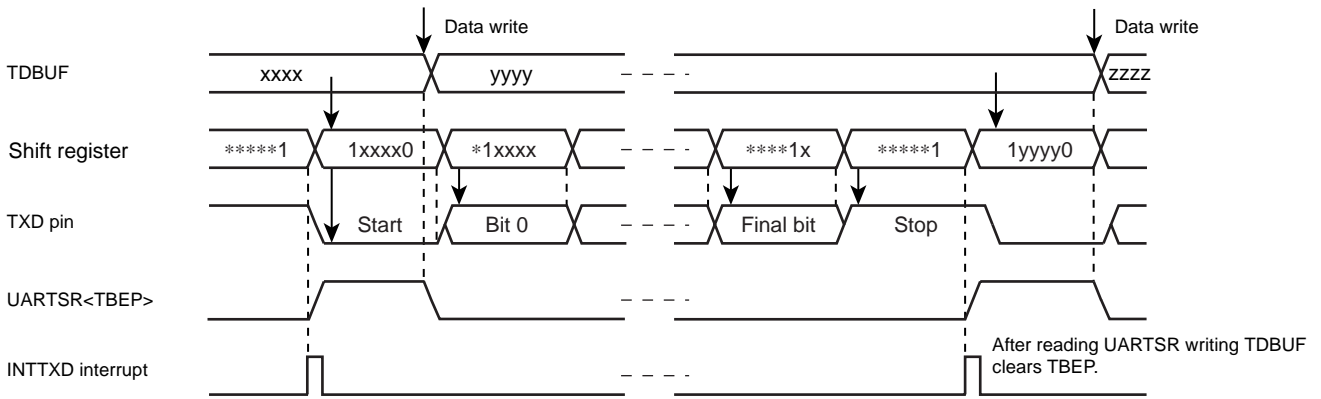 Data write Data write
TDBUF xxxx yyyy zzzz
Shift register *****1 1xxxx0 *1xxxx ****1x *****1 1yyyy0
TXD pin Start Bit 0 Final bit Stop
UARTSR<TBEP>
After reading UARTSR writing TDBUF
clears TBEP.
INTTXD interrupt